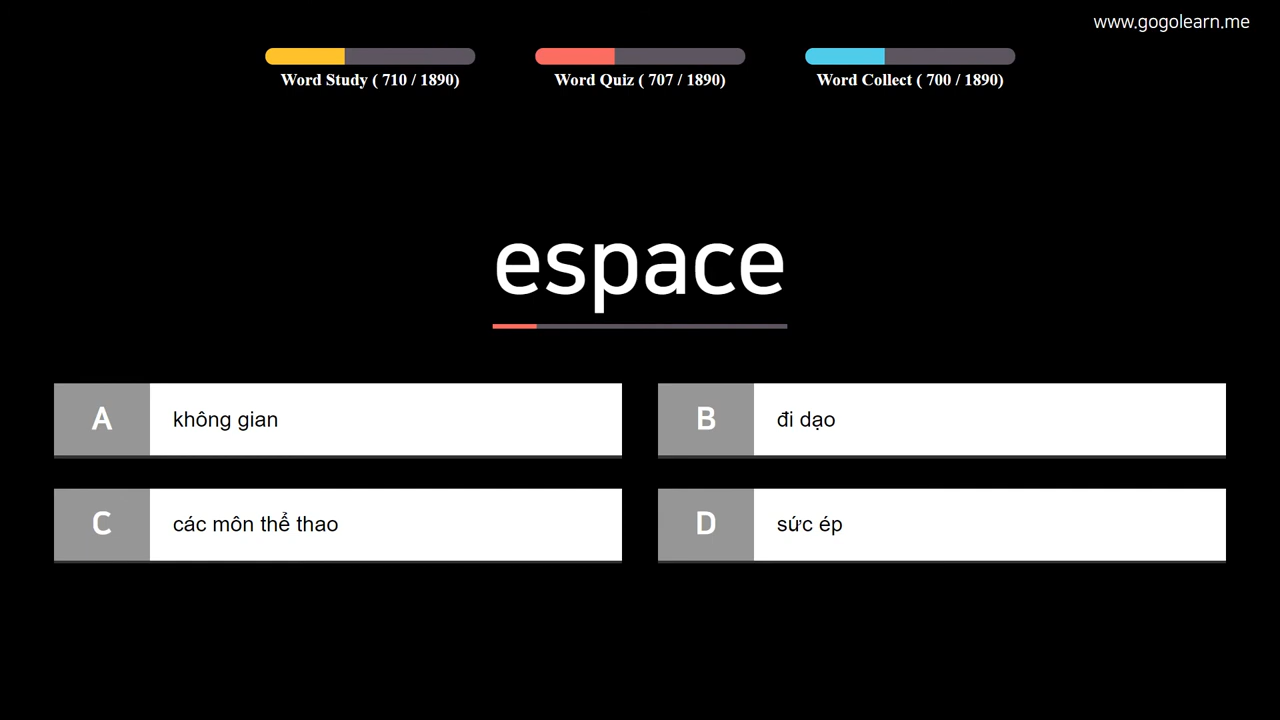 www.gogolearn.me
Word Study ( 710 / 1890)
Word Quiz ( 707 / 1890)
Word Collect ( 700 / 1890)
espace
A không gian
B đi dạo
C các môn thể thao
D sức ép